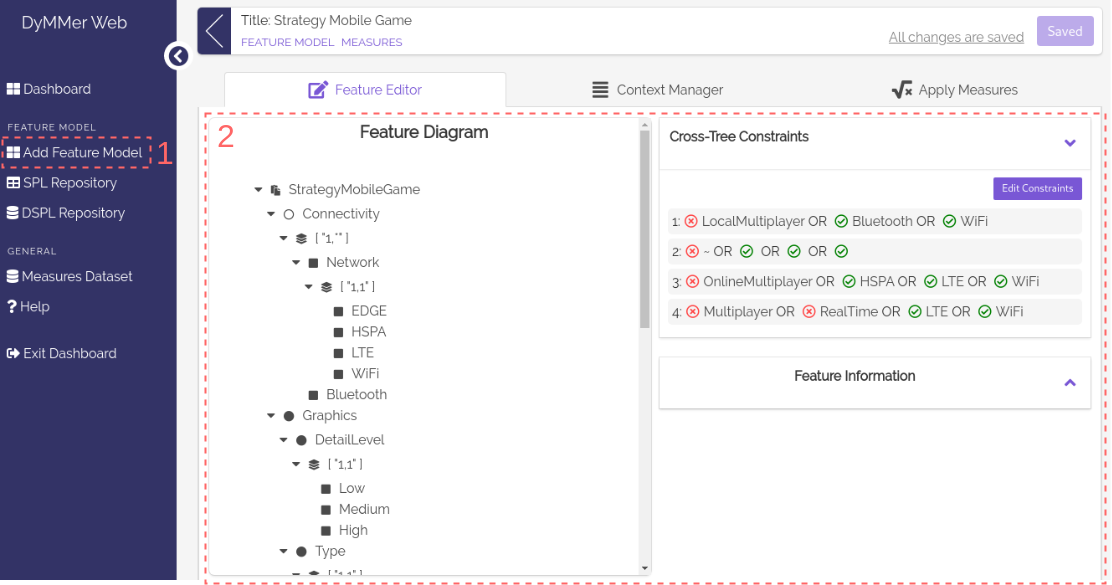 DyMMer Web
Dashboard
FEATURE MODEL
Add Feature Model
1
SPL Repository
DSPL Repository
GENERAL
Measures Dataset
Help
Exit Dashboard
Title: Strategy Mobile Game
FEATURE MODEL MEASURES
All changes are saved
Saved
Feature Editor
Context Manager
Apply Measures
2
Feature Diagram
StrategyMobileGame
Connectivity
[ "1,*" ]
Network
[ "1,1" ]
EDGE
HSPA
LTE
WiFi
Bluetooth
Graphics
DetailLevel
[ "1,1" ]
Low
Medium
High
Type
[ "1,1" ]
Cross-Tree Constraints
Edit Constraints
1: LocalMultiplayer OR Bluetooth OR WiFi
2: ~ OR OR OR
3: OnlineMultiplayer OR HSPA OR LTE OR WiFi
4: Multiplayer OR RealTime OR LTE OR WiFi
Feature Information